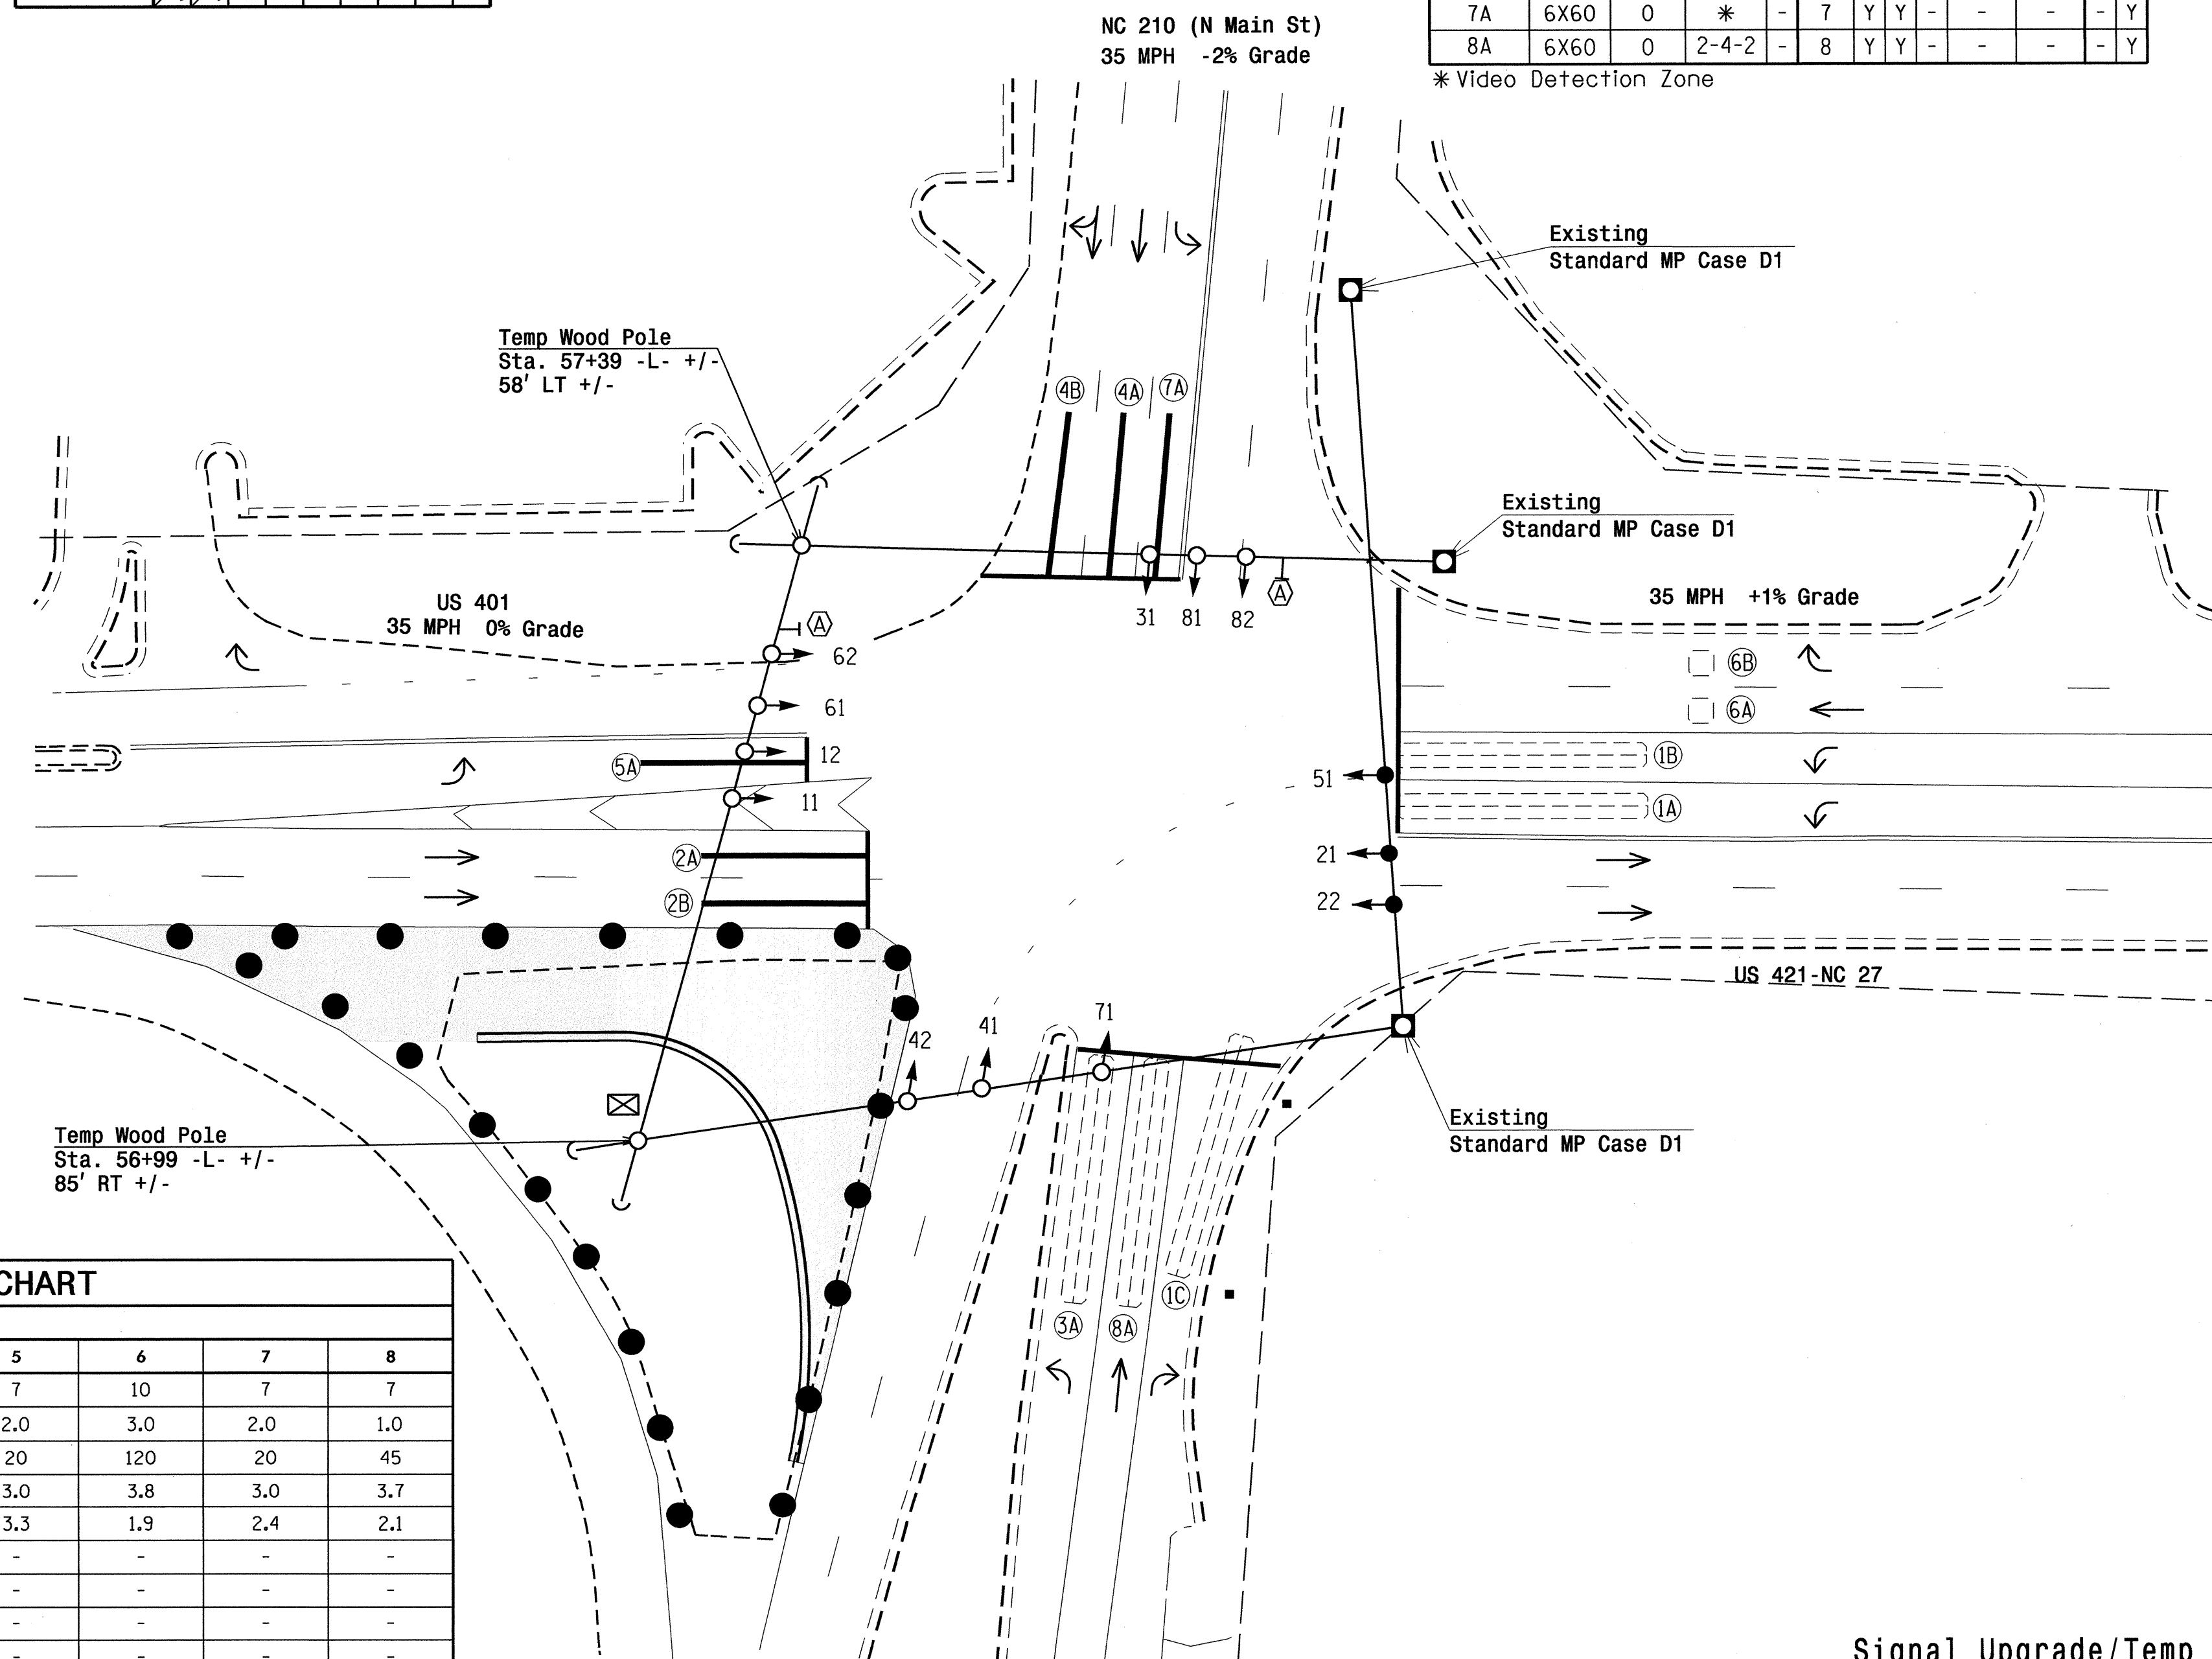 NC 210 (N Main St)
35 MPH -2% Grade
7A 6X60 0 * - 7 Y Y - - - - Y
8A 6X60 0 2-4-2 - 8 Y Y - - - - Y
* Video Detection Zone
Existing
Standard MP Case D1
Temp Wood Pole
Sta. 57+39 -L- +/-
58' LT +/-
4B 4A 7A
Existing
Standard MP Case D1
US 401
35 MPH 0% Grade
35 MPH +1% Grade
31 81 82
A
A
62
6B
61
6A
12
5A
1B
51
11
1A
2A
21
2B
22
US 421-NC 27
42 41 71
Existing
Standard MP Case D1
Temp Wood Pole
Sta. 56+99 -L- +/-
85' RT +/-
3A 8A 1C
CHART
5 6 7 8
7 10 7 7
2.0 3.0 2.0 1.0
20 120 20 45
3.0 3.8 3.0 3.7
3.3 1.9 2.4 2.1
- - - -
- - - -
- - - -
- - - -
Signal Upgrade/Temp